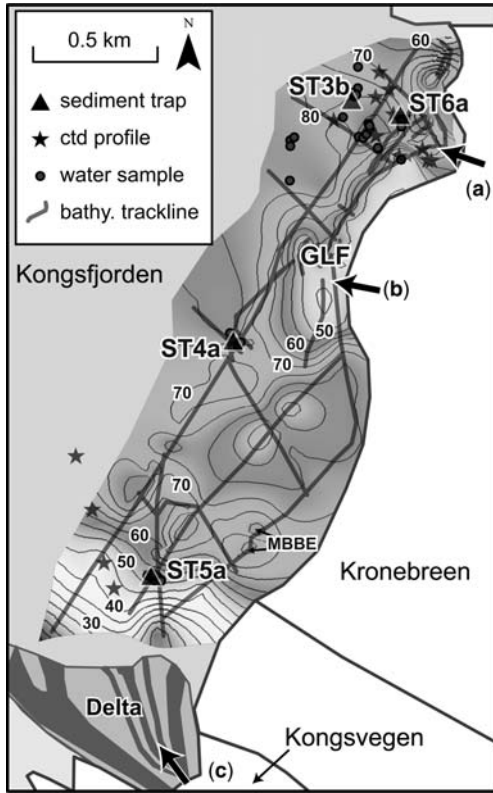 0.5 km
N
sediment trap
ctd profile
water sample
bathy. trackline
60
70
ST3b
80
ST6a
(a)
Kongsfjorden
GLF
(b)
50
60
70
ST4a
70
70
60
MBBE
50
ST5a
Kronebreen
40
30
Delta
Kongsvegen
(c)